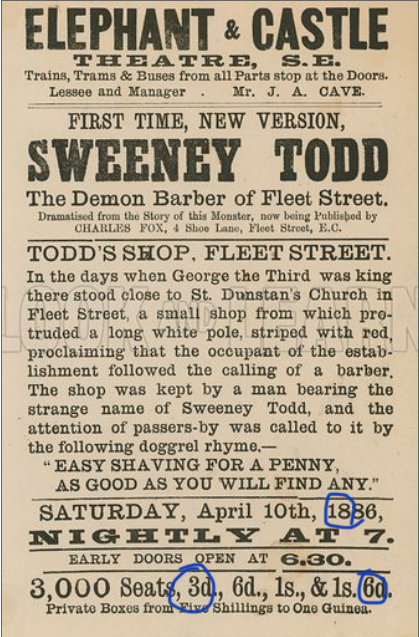 ELEPHANT & CASTLE
THEATRE, S.E.
Trains, Trams & Buses from all Parts stop at the Doors.
Lessee and Manager . Mr. J. A. CAVE.
FIRST TIME, NEW VERSION,
SWEENEY TODD
The Demon Barber of Fleet Street.
Dramatised from the Story of this Monster, now being Published by
CHARLES FOX, 4 Shoe Lane, Fleet Street, E.C.
TODD'S SHOP, FLEET STREET.
In the days when George the Third was king
there stood close to St. Dunstan's Church in
Fleet Street, a small shop from which pro-
truded a long white pole, striped with red,
proclaiming that the occupant of the estab-
lishment followed the calling of a barber.
The shop was kept by a man bearing the
strange name of Sweeney Todd, and the
attention of passers-by was called to it by
the following doggrel rhyme.—
"EASY SHAVING FOR A PENNY,
AS GOOD AS YOU WILL FIND ANY."
SATURDAY, April 10th, 1886,
NIGHTLY AT 7.
EARLY DOORS OPEN AT 6.30.
3,000 Seats, 3d., 6d., 1s., & 1s. 6d.
Private Boxes from Five Shillings to One Guinea.